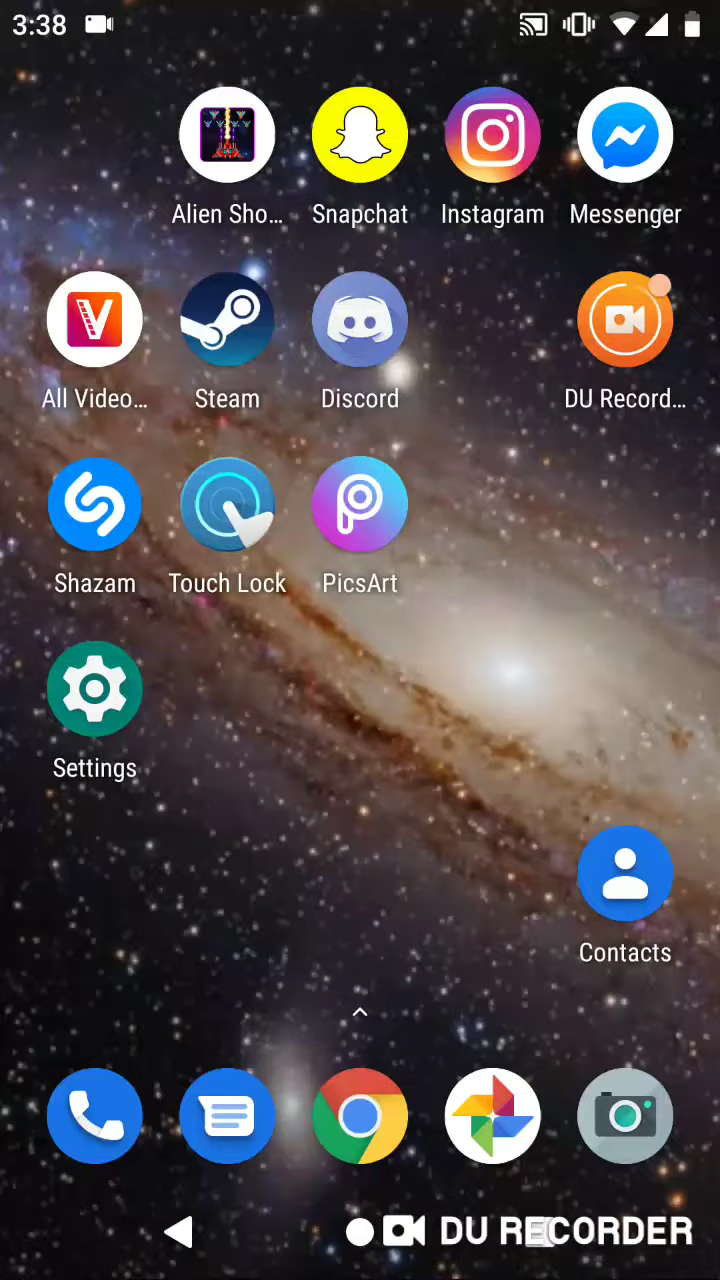 3:38
Alien Sho...
Snapchat
Instagram
Messenger
All Video...
Steam
Discord
DU Record...
Shazam
Touch Lock
PicsArt
Settings
Contacts
DU RECORDER